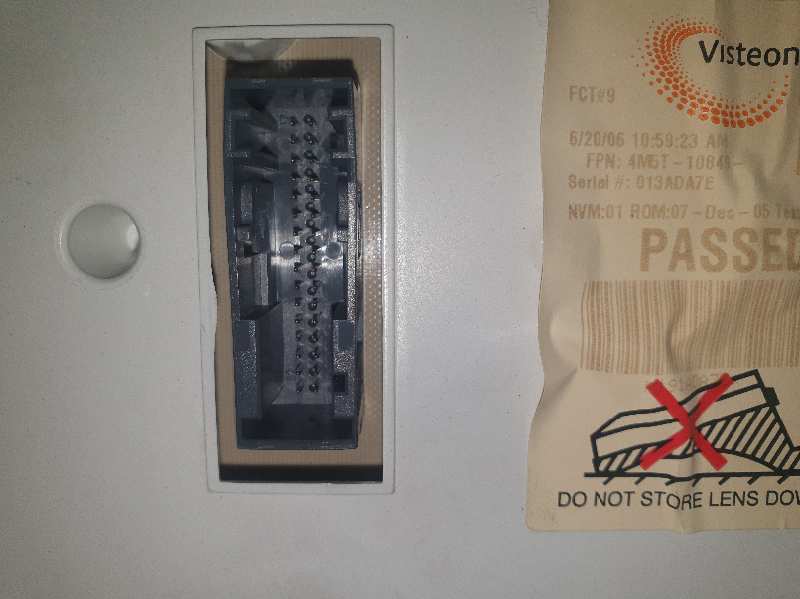 Visteon
FCT#9
6/20/06 10:59:23 AM
FPN: 4M5T-10849-
Serial #: 013ADA7E
NVM:01 ROM:07-Dec-05
PASSED
DO NOT STORE LENS